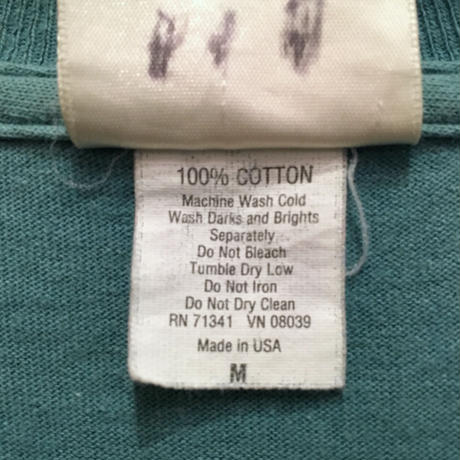 100% COTTON
Machine Wash Cold
Wash Darks and Brights
Separately
Do Not Bleach
Tumble Dry Low
Do Not Iron
Do Not Dry Clean
RN 71341 VN 08039
Made in USA
M